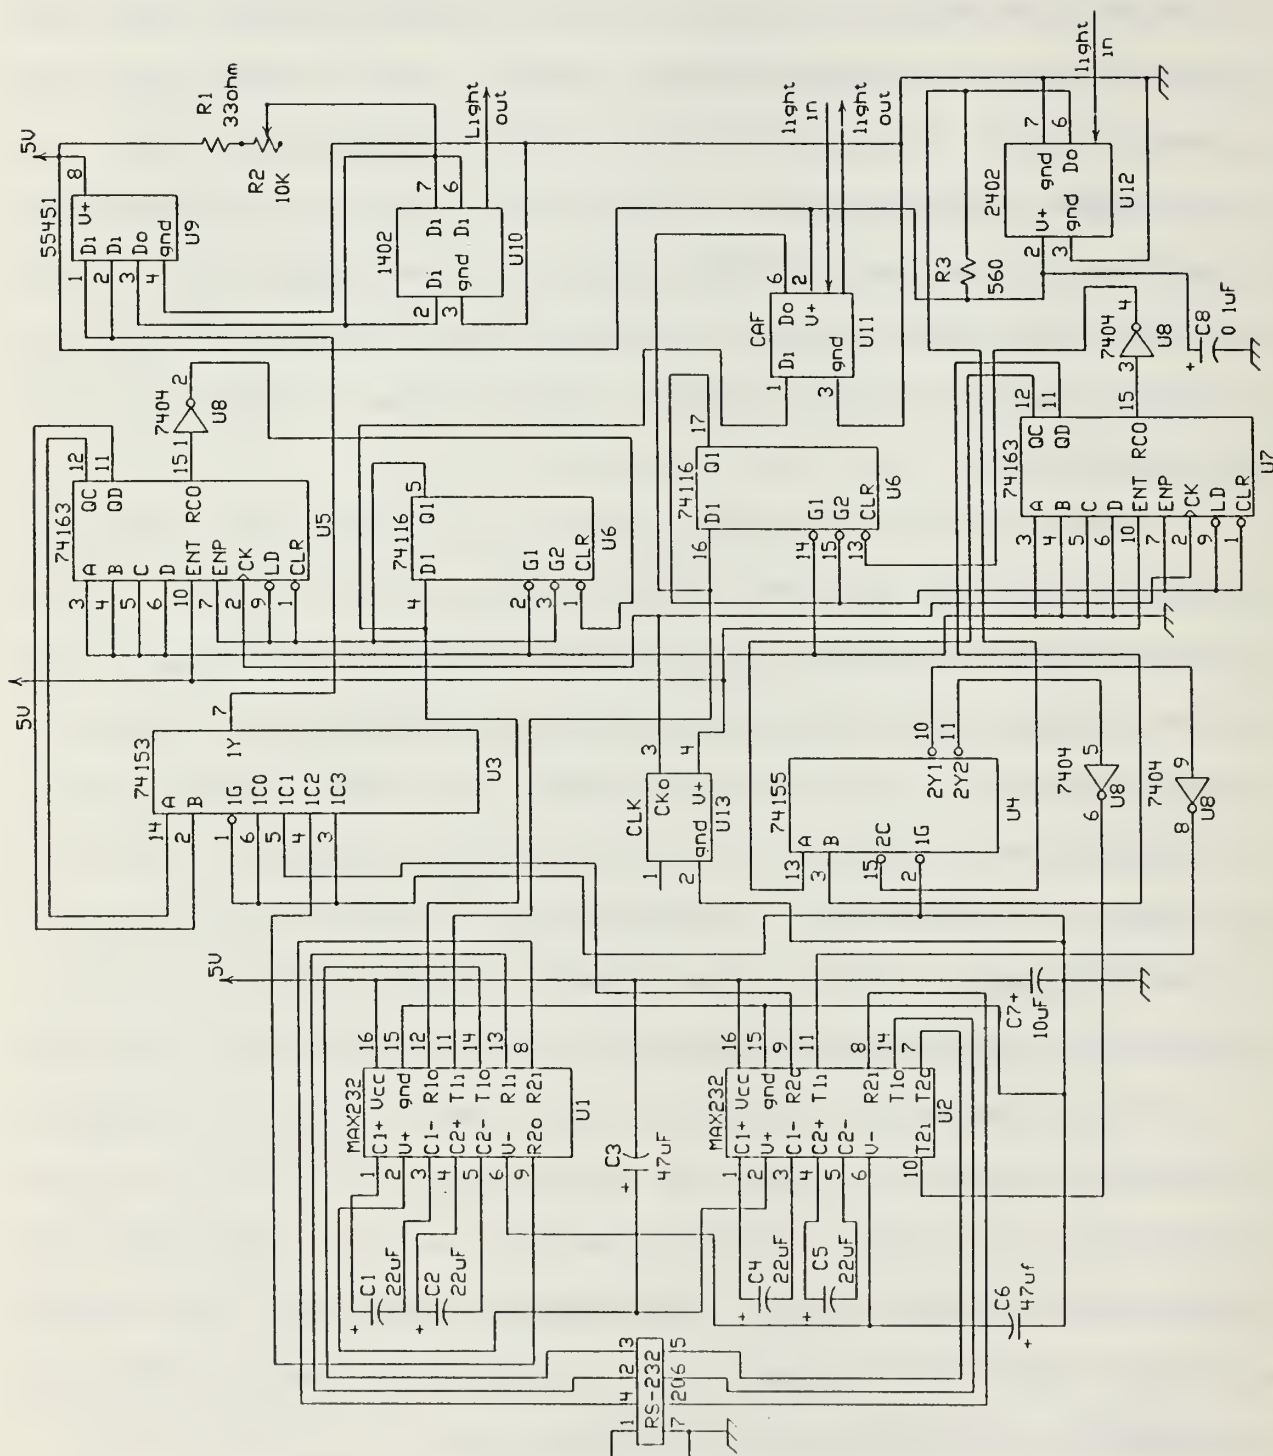 5V
R1
33ohm
R2
10K
55451
8
V+
1
Di
2
Di
3
Do
4
gnd
U9
1402
7
Di
6
Di
2
Di
3
gnd
U10
Light
out
light
in
light
out
light
in
CAF
Do
6
V+
2
Di
1
gnd
3
U11
R3
560
2402
7
gnd
6
Do
2
V+
3
gnd
U12
C8
0.1uF
+
7404
3
4
U8
7404
1
2
U8
74163
QC
12
QD
11
RCO
15
3
A
4
B
5
C
6
D
10
ENT
7
ENP
2
CK
9
LD
1
CLR
U5
74116
Q1
5
4
D1
2
G1
3
G2
1
CLR
U6
74116
Q1
17
16
D1
14
G1
15
G2
13
CLR
U6
74163
QC
12
QD
11
RCO
15
3
A
4
B
5
C
6
D
10
ENT
7
ENP
2
CK
9
LD
1
CLR
U7
5V
74153
1Y
7
14
A
2
B
1
1G
6
1C0
5
1C1
4
1C2
3
1C3
U3
CLK
CKo
3
V+
4
1
gnd
2
U13
74155
2Y1
10
2Y2
11
13
A
3
B
15
2C
2
1G
U4
7404
5
6
U8
7404
9
8
U8
5V
MAX232
16
Vcc
15
gnd
12
R1o
11
T1i
14
T1o
13
R1i
8
R2i
1
C1+
2
V+
3
C1-
4
C2+
5
C2-
6
V-
9
R2o
U1
C1
22uF
+
C2
22uF
+
C3
47uF
+
MAX232
16
Vcc
15
gnd
9
R2o
11
T1i
8
R2i
14
T1o
7
T2o
1
C1+
2
V+
3
C1-
4
C2+
5
C2-
6
V-
10
T2i
U2
C4
22uF
+
C5
22uF
+
C6
47uf
+
C7+
10uF
RS-232
1
4
2
3
7
20
6
15